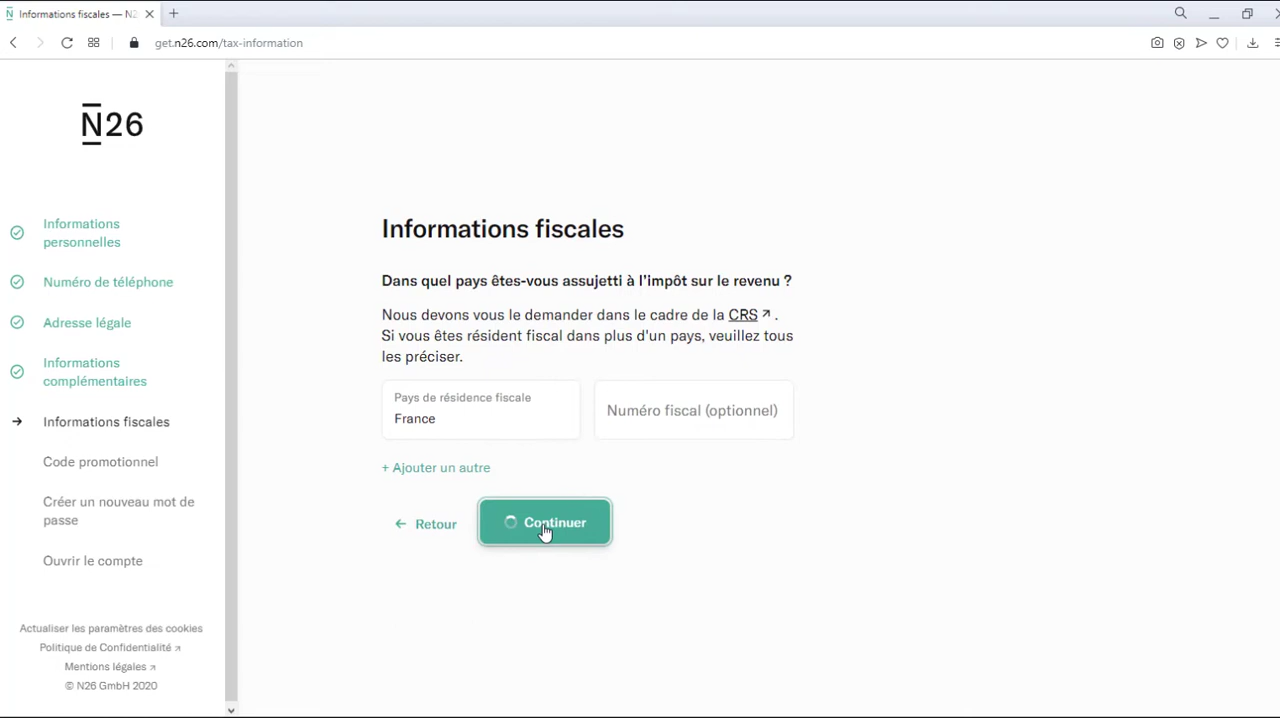 Informations fiscales — N2
get.n26.com/tax-information
N26
Informations
personnelles
Numéro de téléphone
Adresse légale
Informations
complémentaires
Informations fiscales
Code promotionnel
Créer un nouveau mot de
passe
Ouvrir le compte
Actualiser les paramètres des cookies
Politique de Confidentialité ↗
Mentions légales ↗
© N26 GmbH 2020
Informations fiscales
Dans quel pays êtes-vous assujetti à l'impôt sur le revenu ?
Nous devons vous le demander dans le cadre de la CRS ↗ .
Si vous êtes résident fiscal dans plus d'un pays, veuillez tous
les préciser.
Pays de résidence fiscale
France
Numéro fiscal (optionnel)
+ Ajouter un autre
← Retour
Continuer